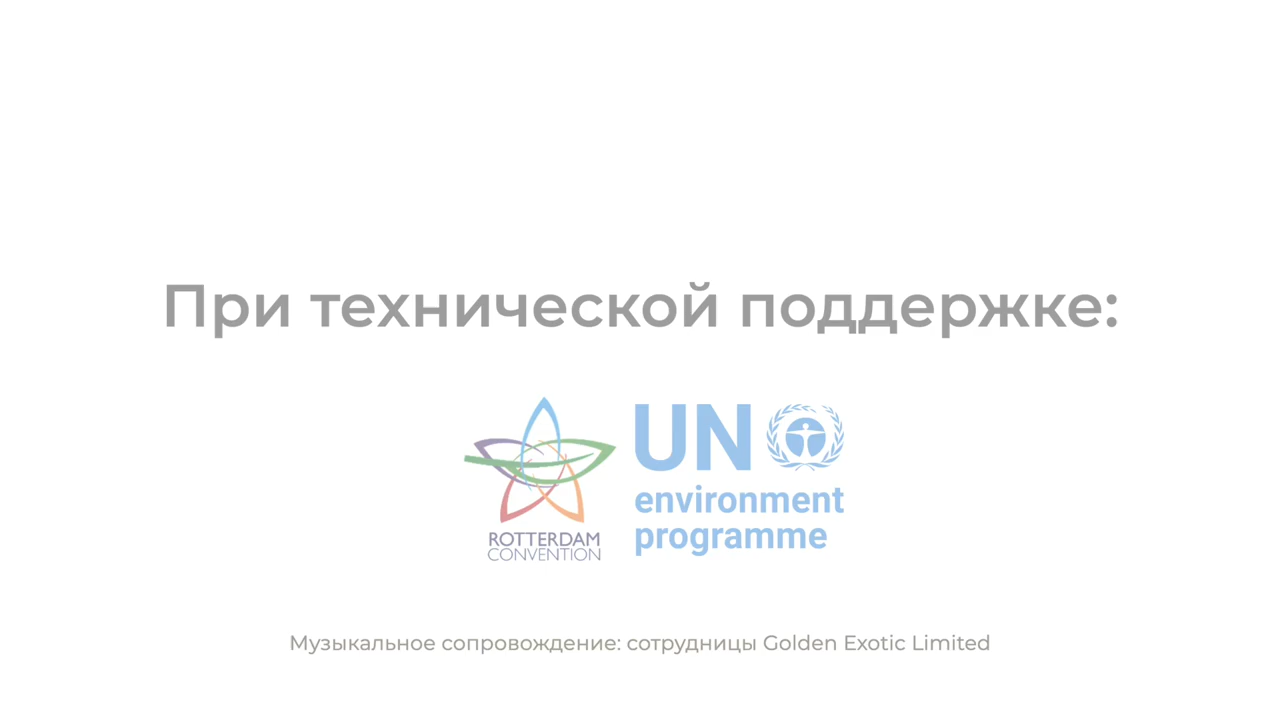 При технической поддержке:
ROTTERDAM
CONVENTION
UN
environment
programme
Музыкальное сопровождение: сотрудницы Golden Exotic Limited